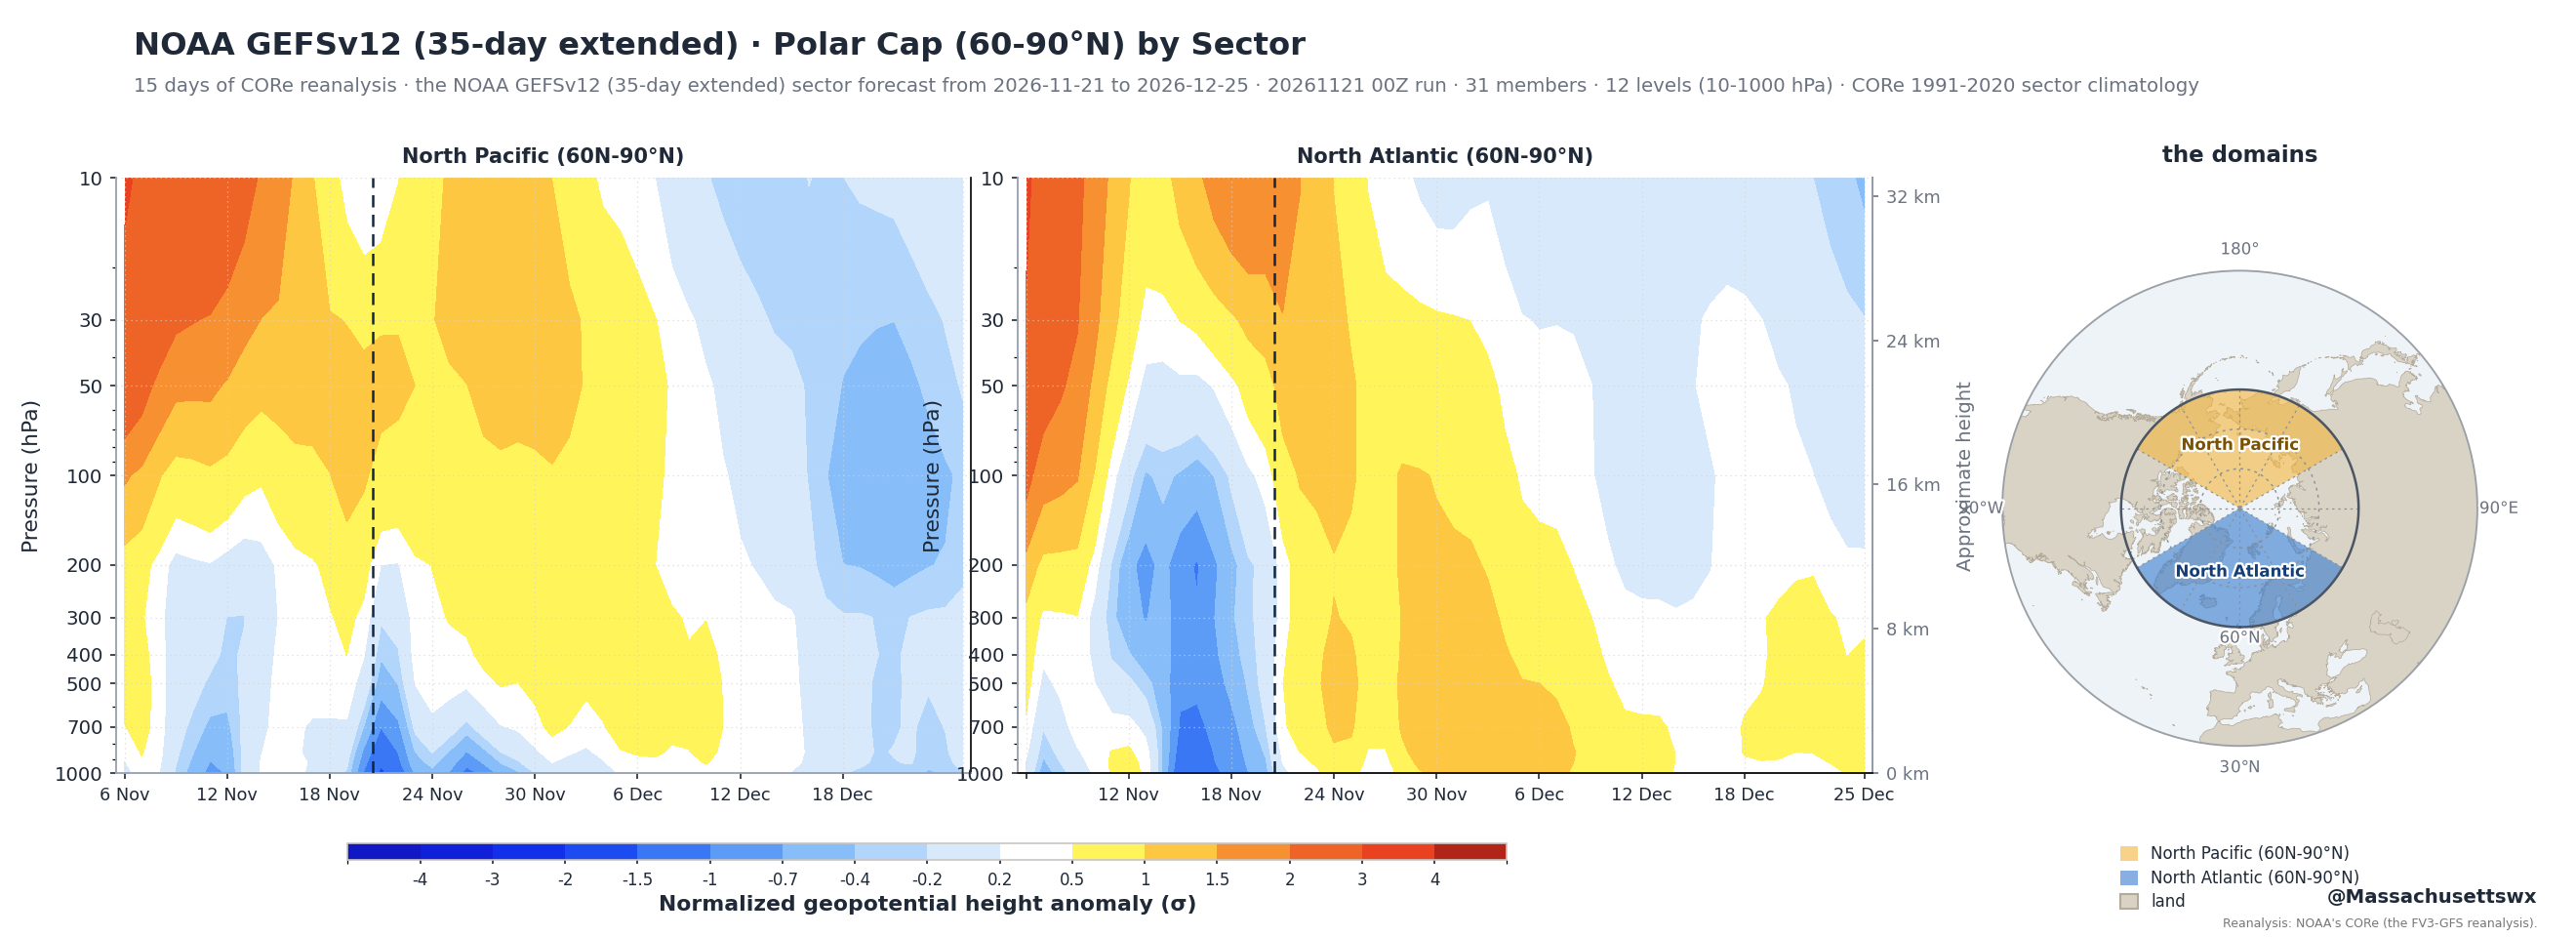 NOAA GEFSv12 (35-day extended) · Polar Cap (60-90°N) by Sector
15 days of CORe reanalysis · the NOAA GEFSv12 (35-day extended) sector forecast from 2026-11-21 to 2026-12-25 · 20261121 00Z run · 31 members · 12 levels (10-1000 hPa) · CORe 1991-2020 sector climatology
North Pacific (60N-90°N)
10
30
50
100
200
300
400
500
700
1000
Pressure (hPa)
6 Nov 12 Nov 18 Nov 24 Nov 30 Nov 6 Dec 12 Dec 18 Dec
North Atlantic (60N-90°N)
10
30
50
100
200
300
400
500
700
1000
Pressure (hPa)
12 Nov 18 Nov 24 Nov 30 Nov 6 Dec 12 Dec 18 Dec 25 Dec
32 km
24 km
16 km
8 km
0 km
Approximate height
the domains
180°
North Pacific
90°W
90°E
North Atlantic
60°N
30°N
-4 -3 -2 -1.5 -1 -0.7 -0.4 -0.2 0.2 0.5 1 1.5 2 3 4
Normalized geopotential height anomaly (σ)
North Pacific (60N-90°N)
North Atlantic (60N-90°N)
land
@Massachusettswx
Reanalysis: NOAA's CORe (the FV3-GFS reanalysis).